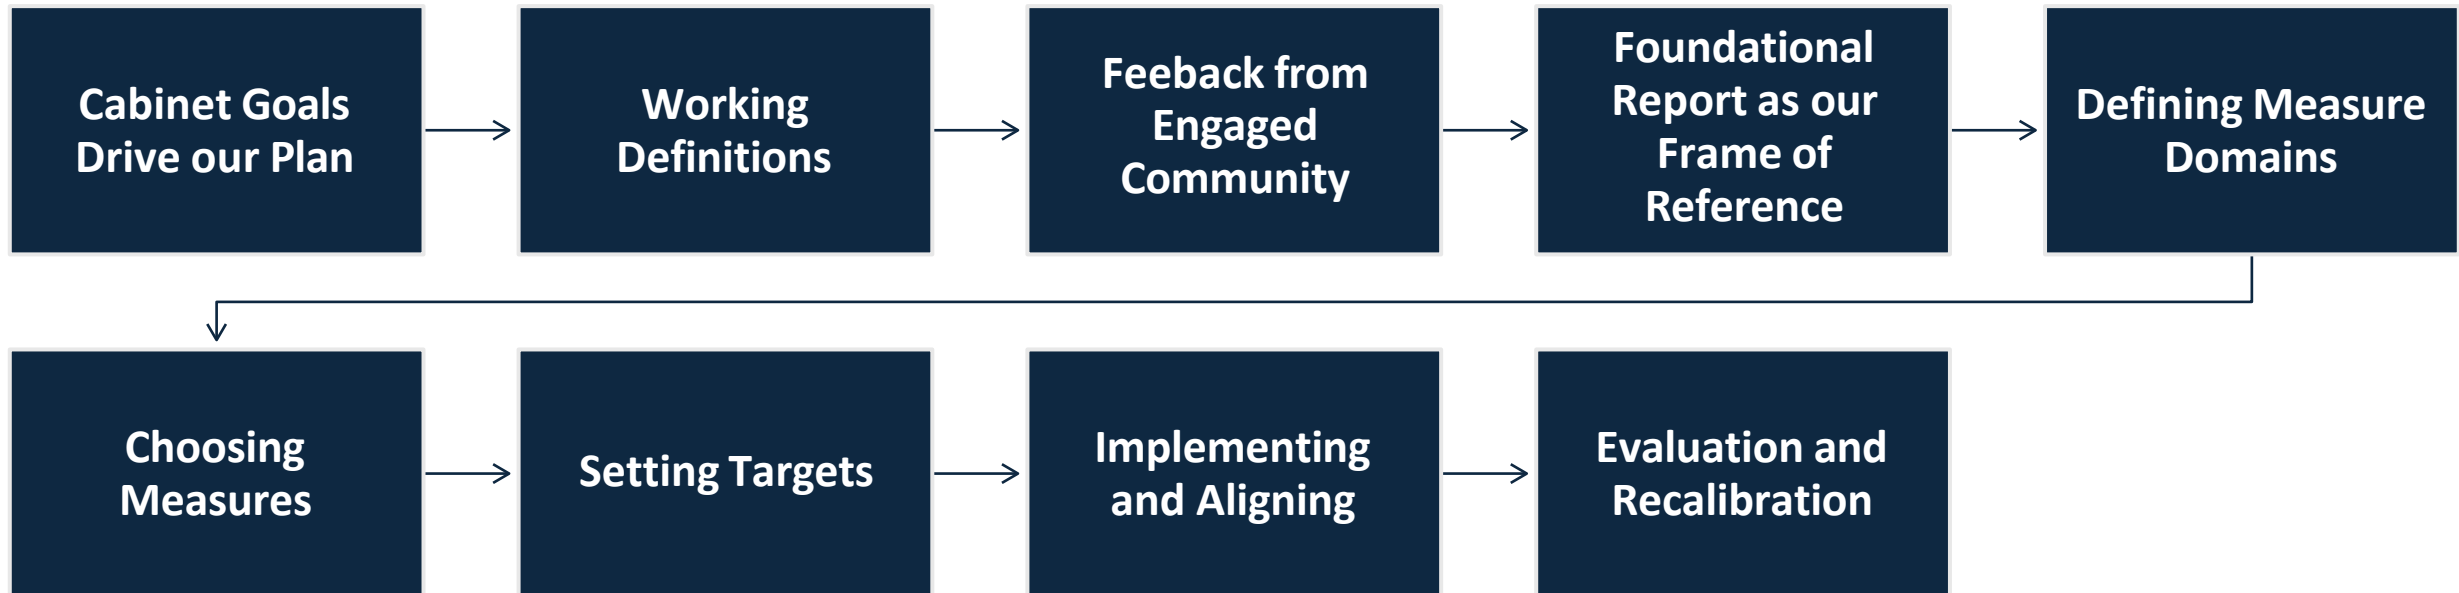 Cabinet Goals
Drive our Plan
Working
Definitions
Feeback from
Engaged
Community
Foundational
Report as our
Frame of
Reference
Defining Measure
Domains
Choosing
Measures
Setting Targets
Implementing
and Aligning
Evaluation and
Recalibration